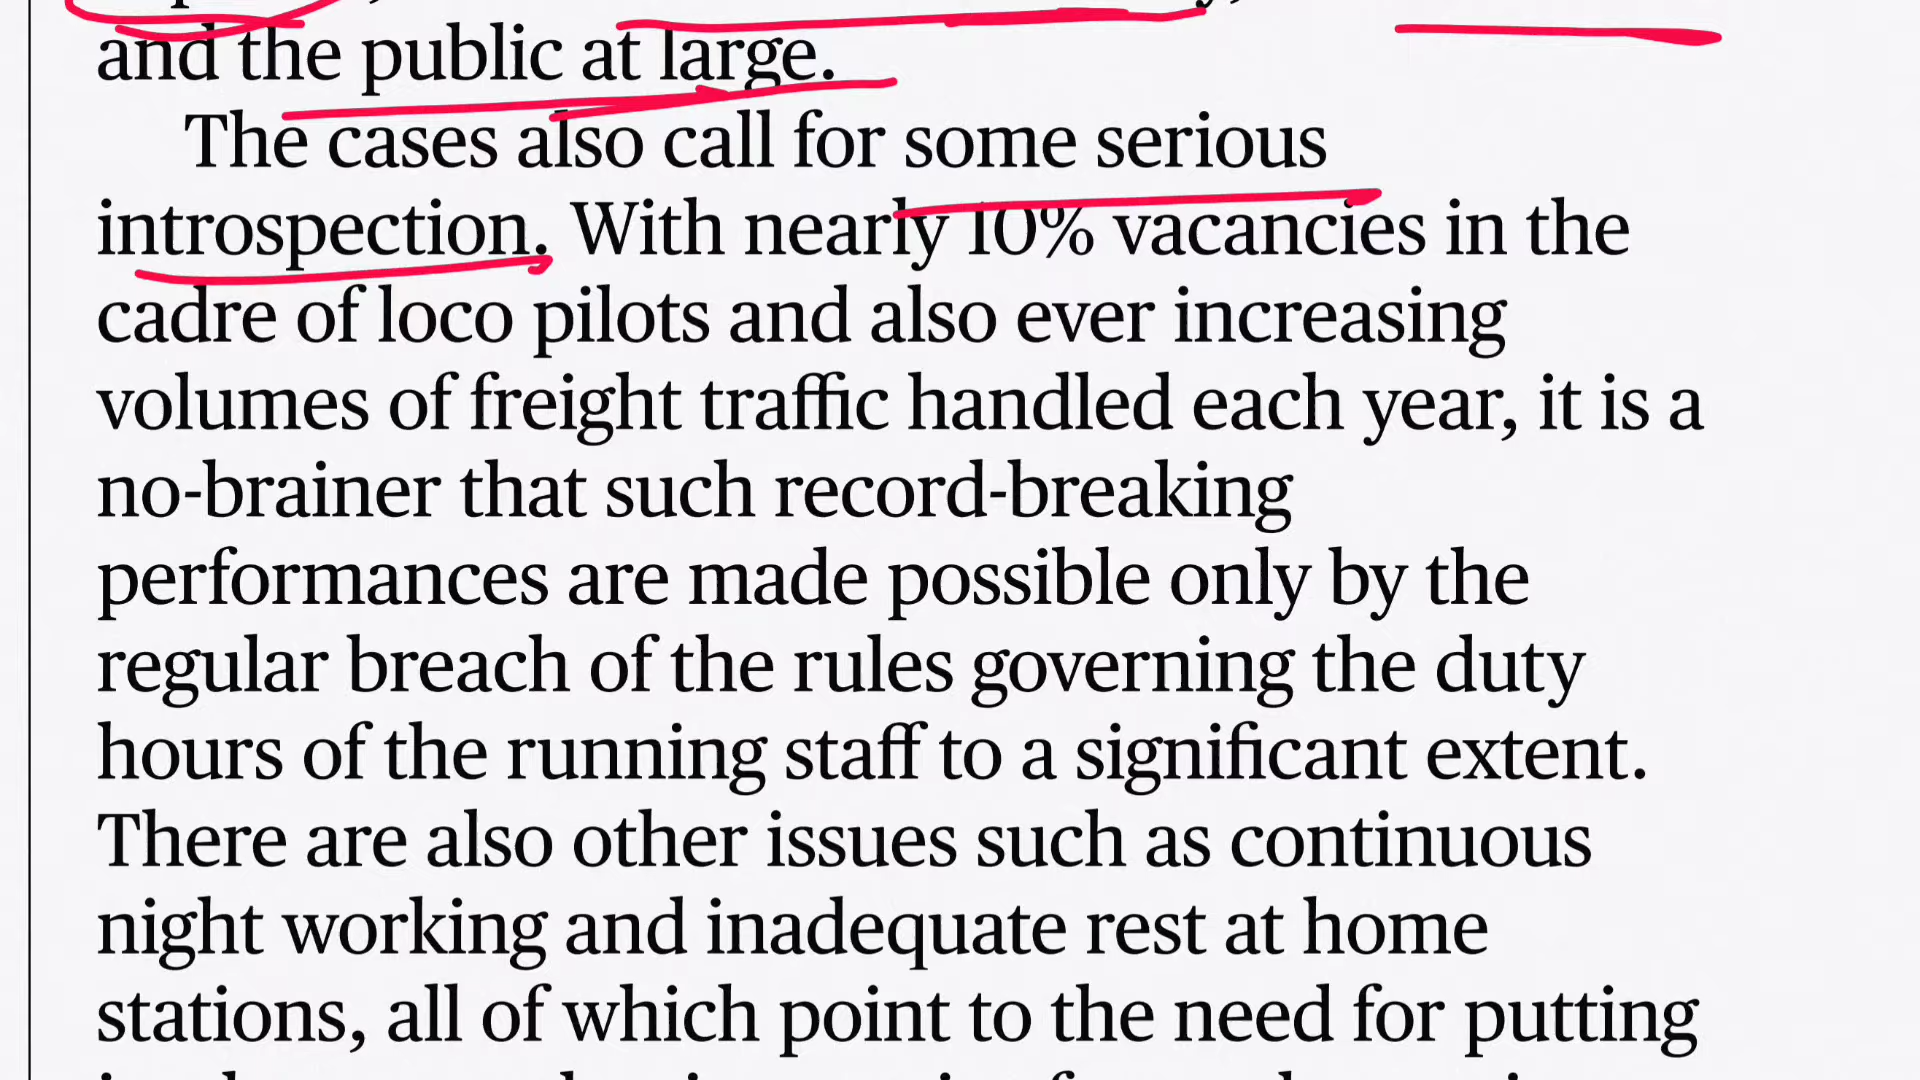 and the public at large.
The cases also call for some serious
introspection. With nearly 10% vacancies in the
cadre of loco pilots and also ever increasing
volumes of freight traffic handled each year, it is a
no-brainer that such record-breaking
performances are made possible only by the
regular breach of the rules governing the duty
hours of the running staff to a significant extent.
There are also other issues such as continuous
night working and inadequate rest at home
stations, all of which point to the need for putting